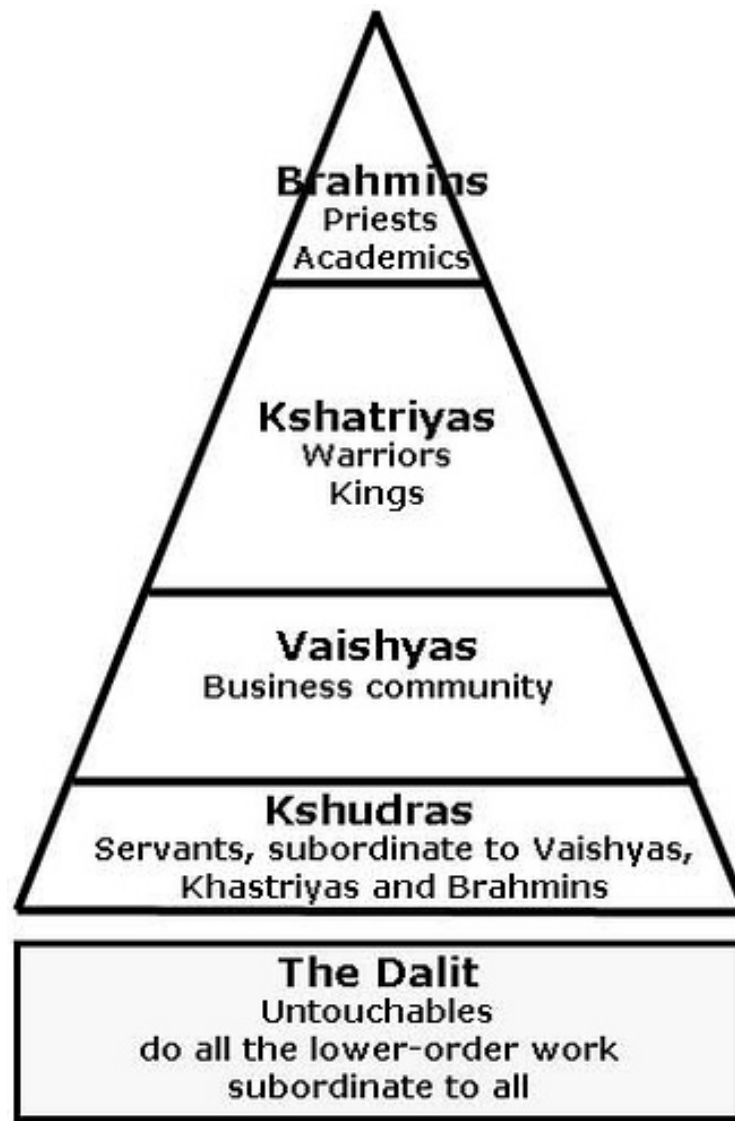 Brahmins
Priests
Academics
Kshatriyas
Warriors
Kings
Vaishyas
Business community
Kshudras
Servants, subordinate to Vaishyas,
Khastriyas and Brahmins
The Dalit
Untouchables
do all the lower-order work
subordinate to all